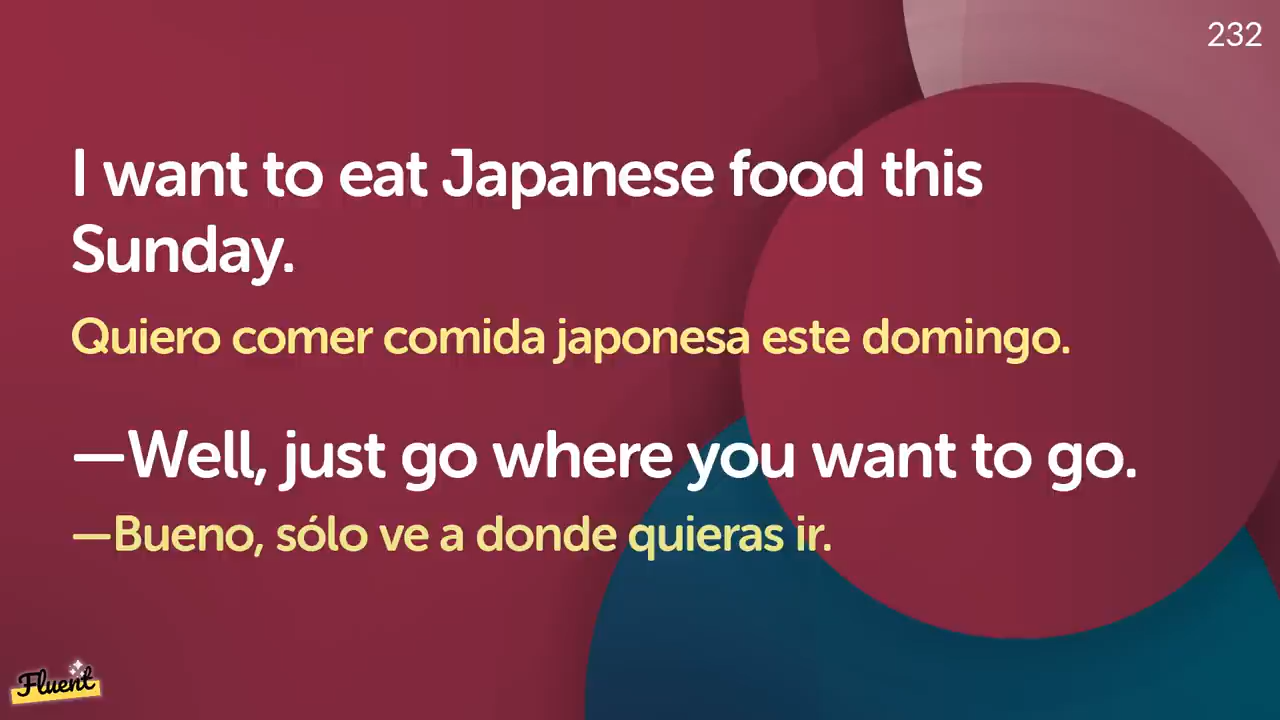 232
I want to eat Japanese food this
Sunday.
Quiero comer comida japonesa este domingo.
—Well, just go where you want to go.
—Bueno, sólo ve a donde quieras ir.
Fluent